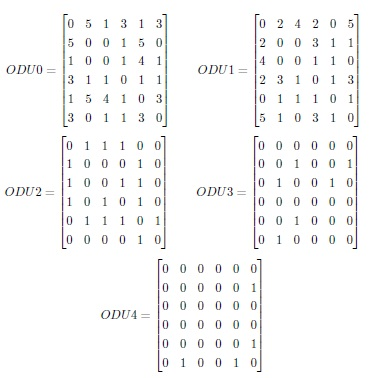 ODU0 = [0 5 1 3 1 3
5 0 0 1 5 0
1 0 0 1 4 1
3 1 1 0 1 1
1 5 4 1 0 3
3 0 1 1 3 0]
ODU1 = [0 2 4 2 0 5
2 0 0 3 1 1
4 0 0 1 1 0
2 3 1 0 1 3
0 1 1 1 0 1
5 1 0 3 1 0]
ODU2 = [0 1 1 1 0 0
1 0 0 0 1 0
1 0 0 1 1 0
1 0 1 0 1 0
0 1 1 1 0 1
0 0 0 0 1 0]
ODU3 = [0 0 0 0 0 0
0 0 1 0 0 1
0 1 0 0 1 0
0 0 0 0 0 0
0 0 1 0 0 0
0 1 0 0 0 0]
ODU4 = [0 0 0 0 0 0
0 0 0 0 0 1
0 0 0 0 0 0
0 0 0 0 0 0
0 0 0 0 0 1
0 1 0 0 1 0]